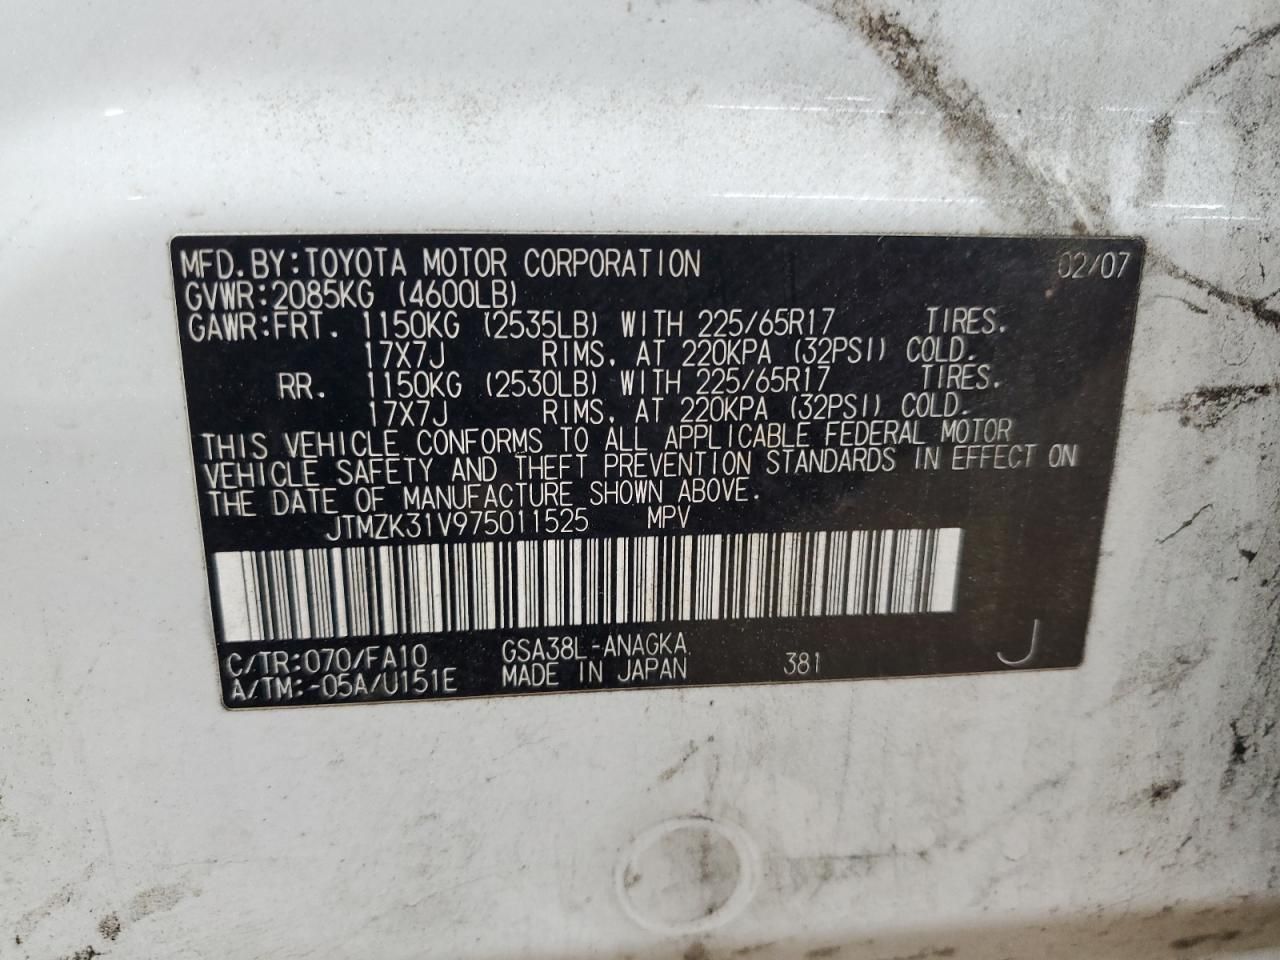 MFD.BY:TOYOTA MOTOR CORPORATION 02/07
GVWR:2085KG (4600LB)
GAWR:FRT. 1150KG (2535LB) WITH 225/65R17 TIRES.
17X7J RIMS, AT 220KPA (32PSI) COLD.
RR. 1150KG (2530LB) WITH 225/65R17 TIRES.
17X7J RIMS, AT 220KPA (32PSI) COLD.
THIS VEHICLE CONFORMS TO ALL APPLICABLE FEDERAL MOTOR
VEHICLE SAFETY AND THEFT PREVENTION STANDARDS IN EFFECT ON
THE DATE OF MANUFACTURE SHOWN ABOVE.
JTMZK31V975011525 MPV
C/TR:070/FA10 GSA38L-ANAGKA
A/TM:-05A/U151E MADE IN JAPAN 381 J